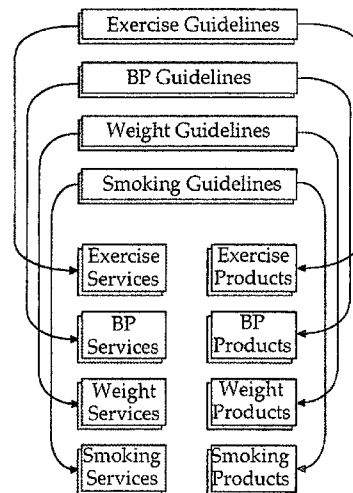 Exercise Guidelines
BP Guidelines
Weight Guidelines
Smoking Guidelines
Exercise
Services
Exercise
Products
BP
Services
BP
Products
Weight
Services
Weight
Products
Smoking
Services
Smoking
Products